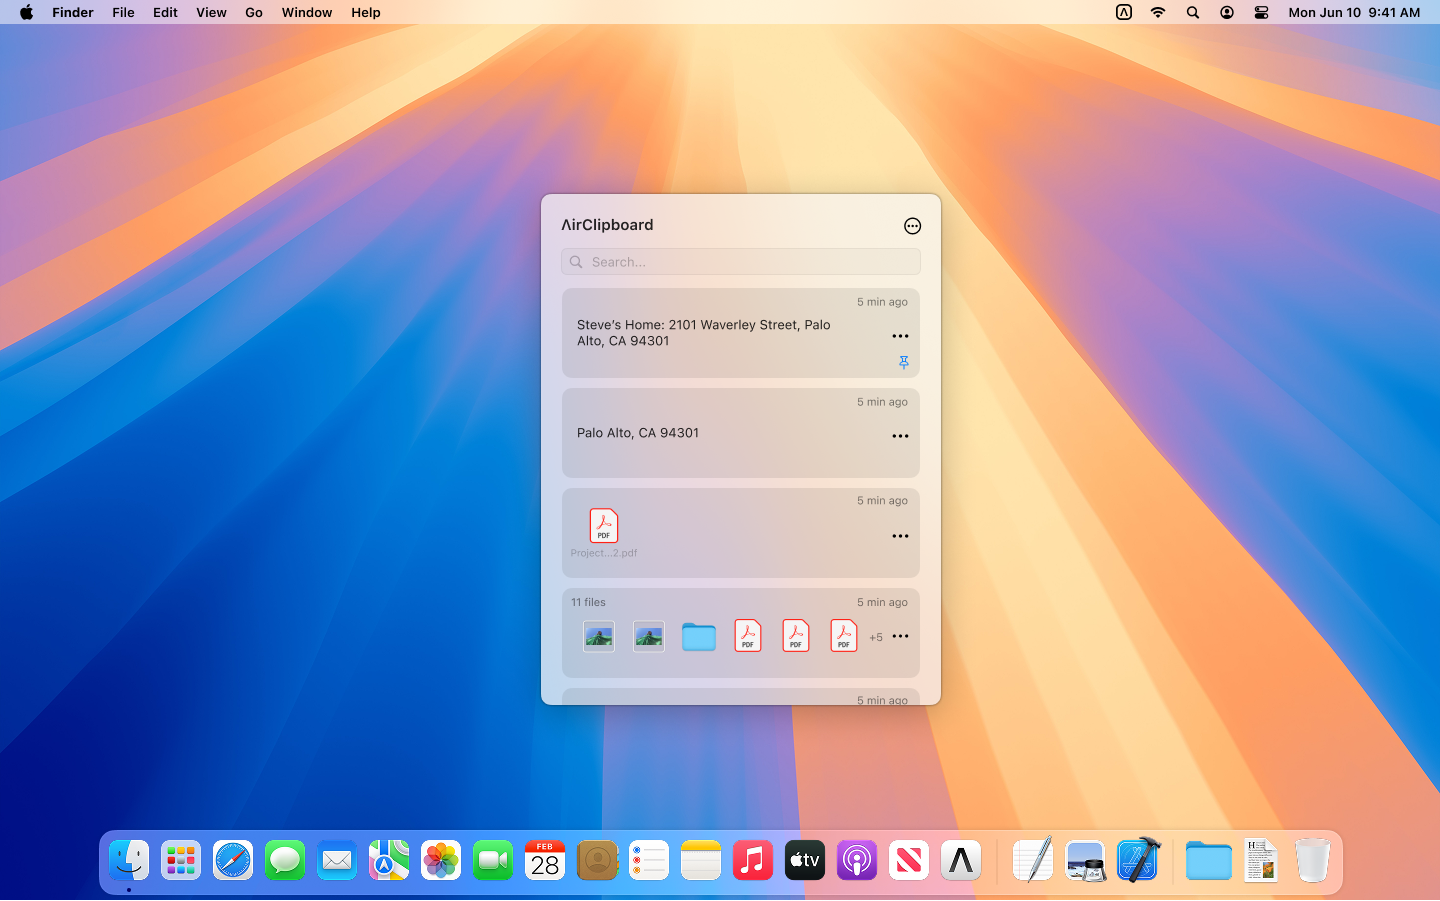 Finder File Edit View Go Window Help Mon Jun 10 9:41 AM
ΛirClipboard
Search...
5 min ago
Steve's Home: 2101 Waverley Street, Palo
Alto, CA 94301
5 min ago
Palo Alto, CA 94301
5 min ago
PDF
Project...2.pdf
11 files 5 min ago
PDF PDF PDF +5
5 min ago
FEB
28
tv